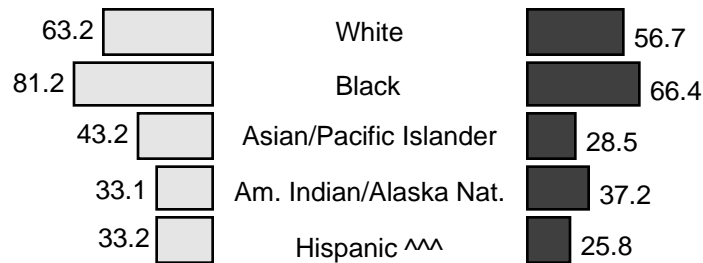 63.2 White 56.7
81.2 Black 66.4
43.2 Asian/Pacific Islander 28.5
33.1 Am. Indian/Alaska Nat. 37.2
33.2 Hispanic ^^^ 25.8